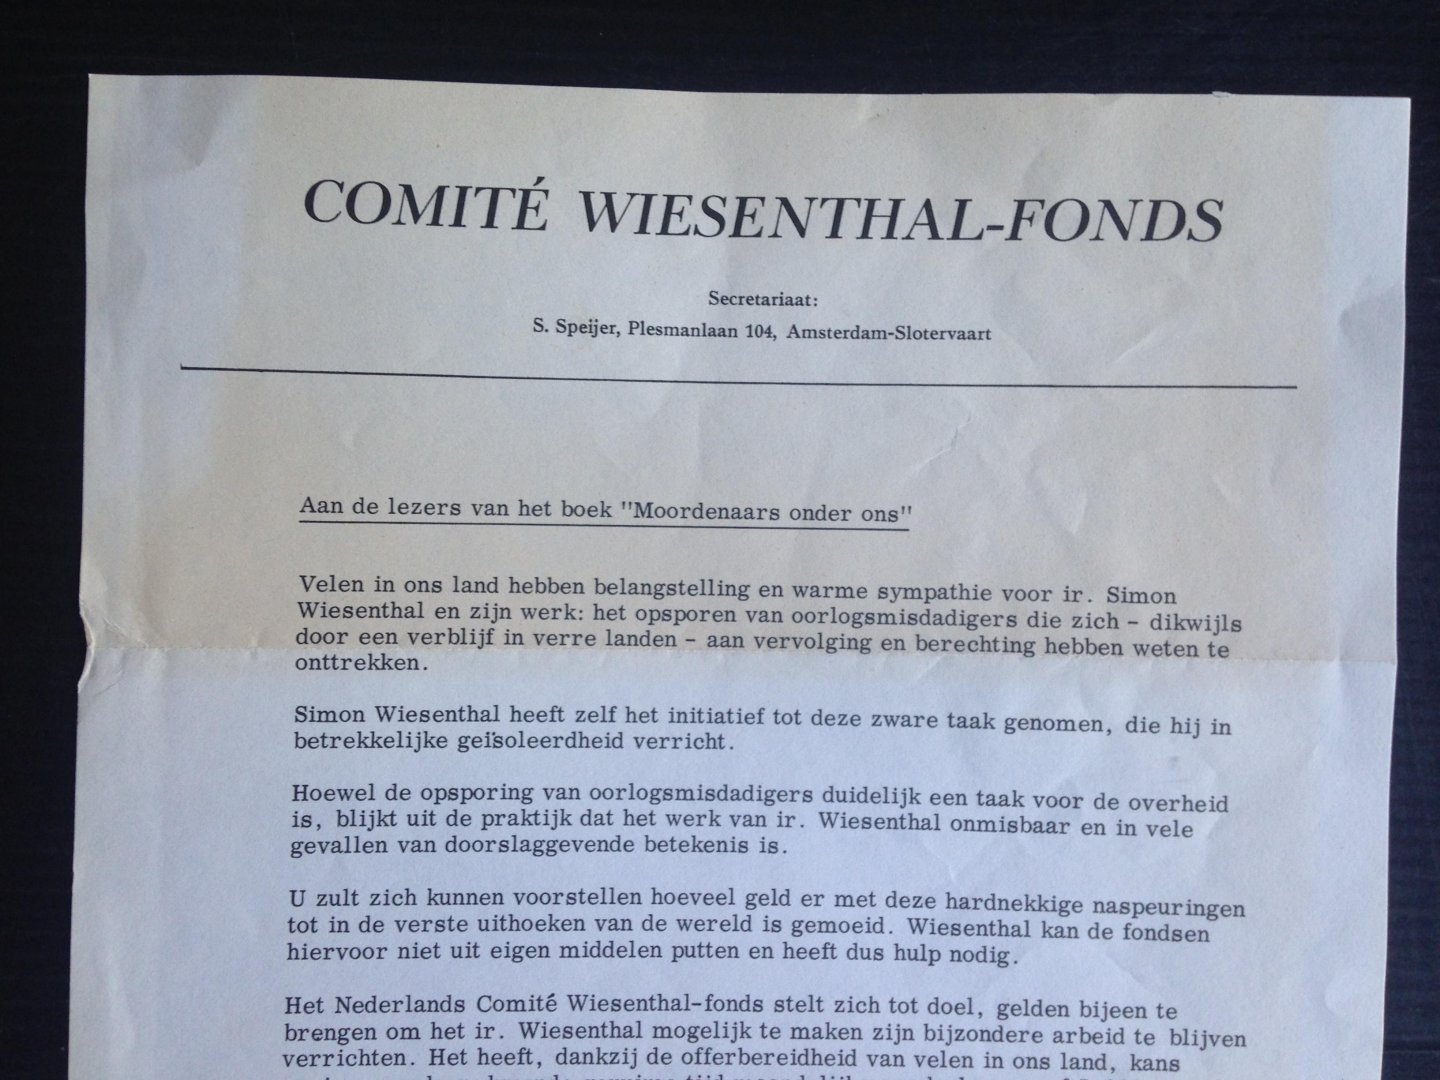 COMITÉ WIESENTHAL-FONDS
Secretariaat:
S. Speijer, Plesmanlaan 104, Amsterdam-Slotervaart
Aan de lezers van het boek "Moordenaars onder ons"
Velen in ons land hebben belangstelling en warme sympathie voor ir. Simon
Wiesenthal en zijn werk: het opsporen van oorlogsmisdadigers die zich - dikwijls
door een verblijf in verre landen - aan vervolging en berechting hebben weten te
onttrekken.
Simon Wiesenthal heeft zelf het initiatief tot deze zware taak genomen, die hij in
betrekkelijke geïsoleerdheid verricht.
Hoewel de opsporing van oorlogsmisdadigers duidelijk een taak voor de overheid
is, blijkt uit de praktijk dat het werk van ir. Wiesenthal onmisbaar en in vele
gevallen van doorslaggevende betekenis is.
U zult zich kunnen voorstellen hoeveel geld er met deze hardnekkige naspeuringen
tot in de verste uithoeken van de wereld is gemoeid. Wiesenthal kan de fondsen
hiervoor niet uit eigen middelen putten en heeft dus hulp nodig.
Het Nederlands Comité Wiesenthal-fonds stelt zich tot doel, gelden bijeen te
brengen om het ir. Wiesenthal mogelijk te maken zijn bijzondere arbeid te blijven
verrichten. Het heeft, dankzij de offerbereidheid van velen in ons land, kans